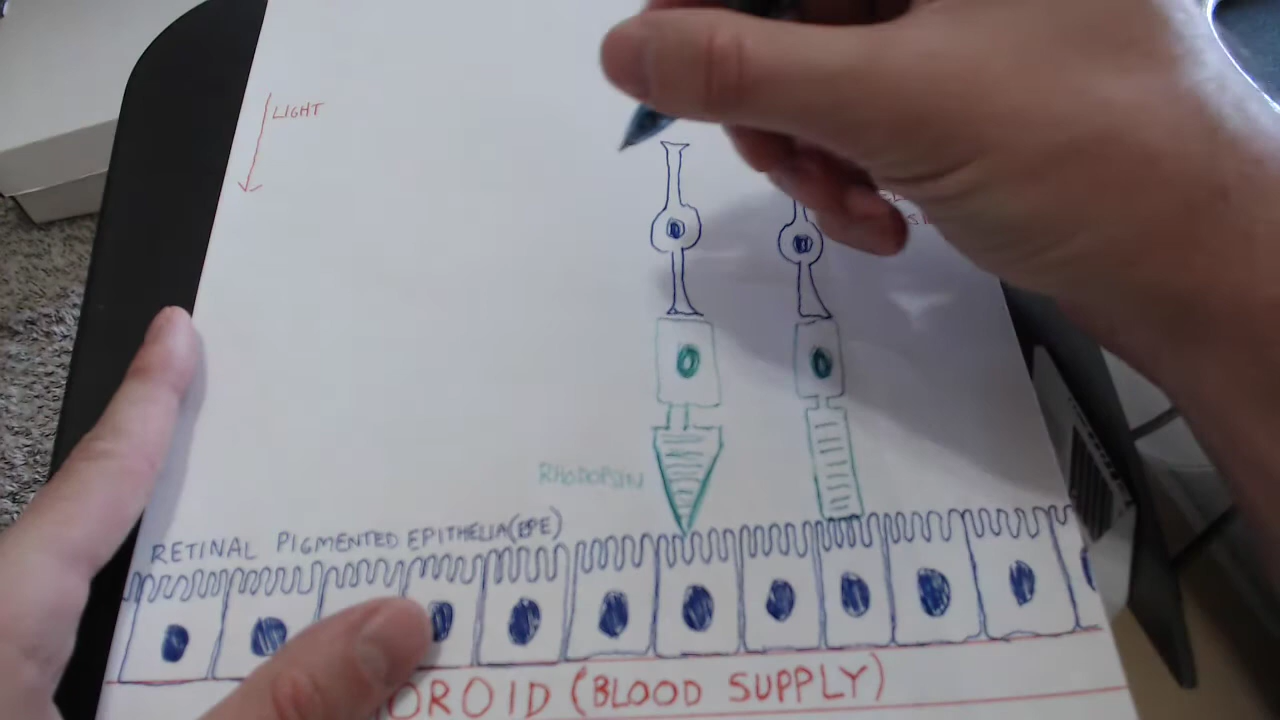 LIGHT
RHODOPSIN
RETINAL PIGMENTED EPITHELIA(RPE)
OROID (BLOOD SUPPLY)